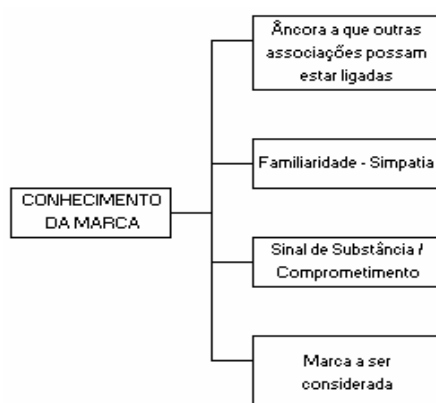 Âncora a que outras
associações possam
estar ligadas
Familiaridade - Simpatia
CONHECIMENTO
DA MARCA
Sinal de Substância /
Comprometimento
Marca a ser
considerada